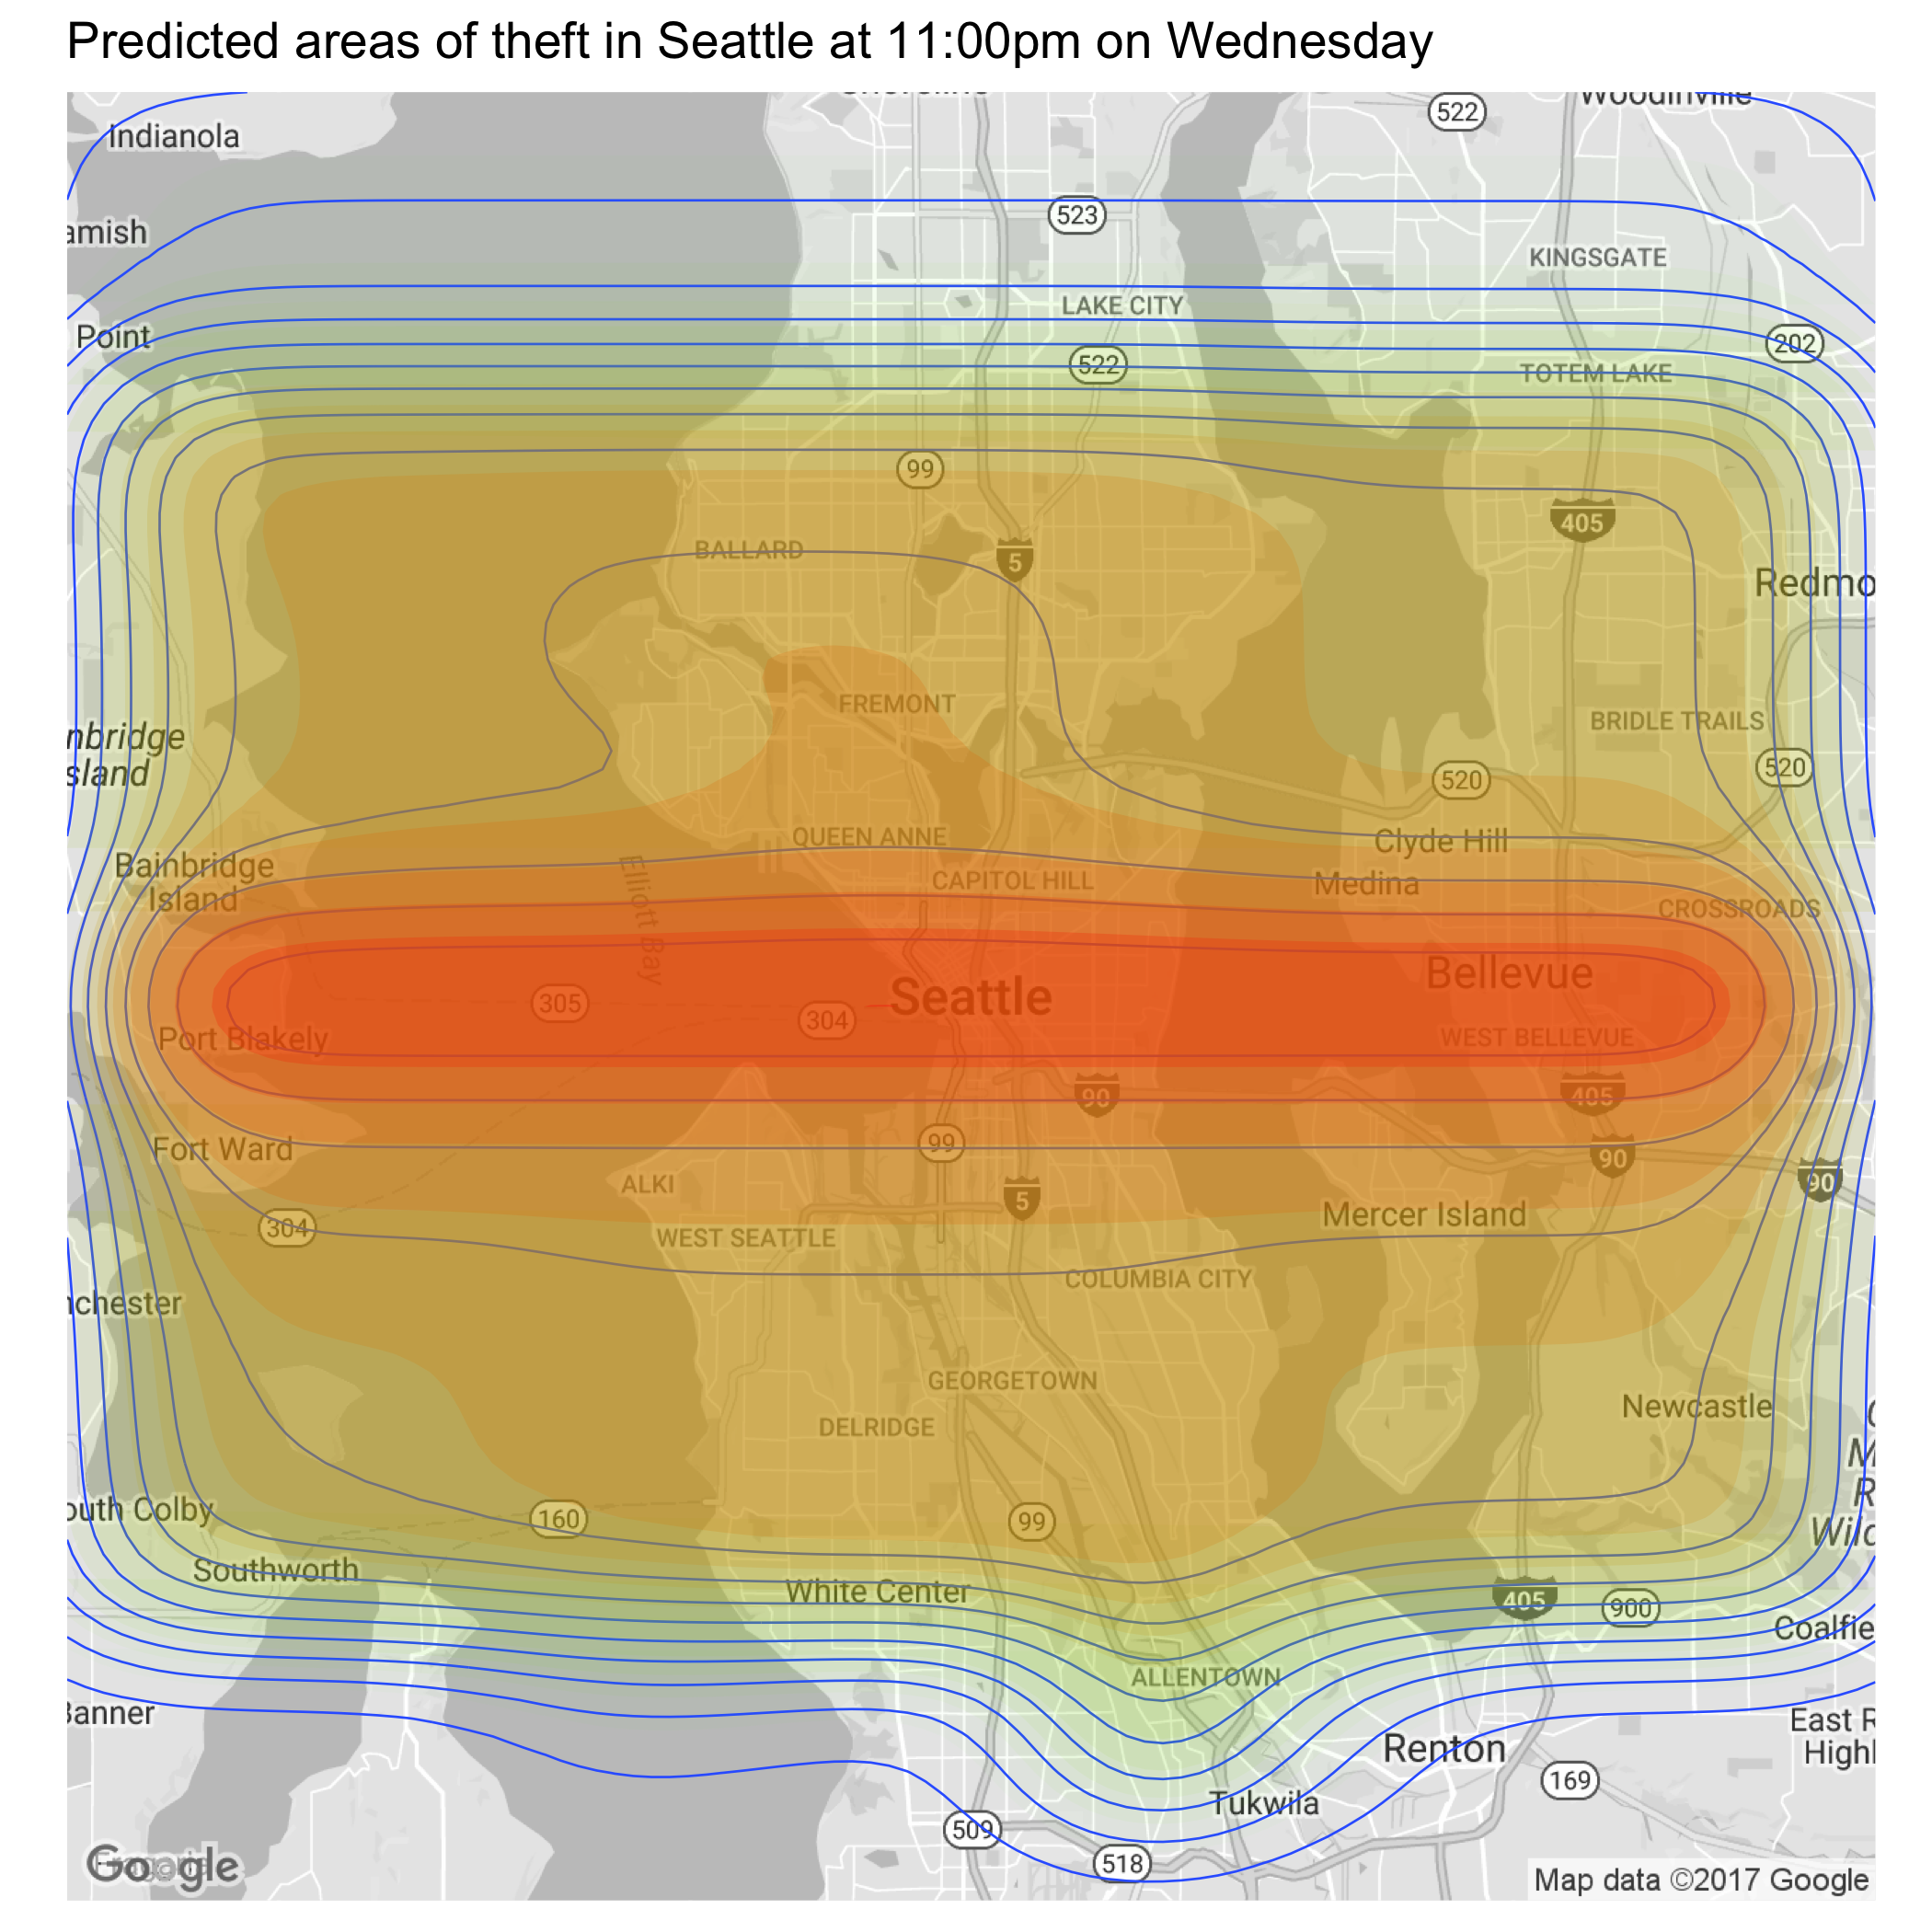 Predicted areas of theft in Seattle at 11:00pm on Wednesday
Woodinville
522
Indianola
523
amish
KINGSGATE
LAKE CITY
Point
202
522
TOTEM LAKE
99
405
BALLARD
5
Redmo
FREMONT
BRIDLE TRAILS
nbridge
sland
520
520
QUEEN ANNE
Clyde Hill
Bainbridge
Island
Elliott Bay
CAPITOL HILL
Medina
CROSSROADS
Bellevue
Seattle
305
304
Port Blakely
WEST BELLEVUE
90
405
99
Fort Ward
90
90
ALKI
5
304
WEST SEATTLE
Mercer Island
COLUMBIA CITY
nchester
GEORGETOWN
Newcastle
DELRIDGE
M
R
Wild
outh Colby
160
99
Southworth
White Center
405
900
Coalfie
ALLENTOWN
Banner
East R
Highl
Renton
169
Tukwila
509
518
Google
Map data ©2017 Google